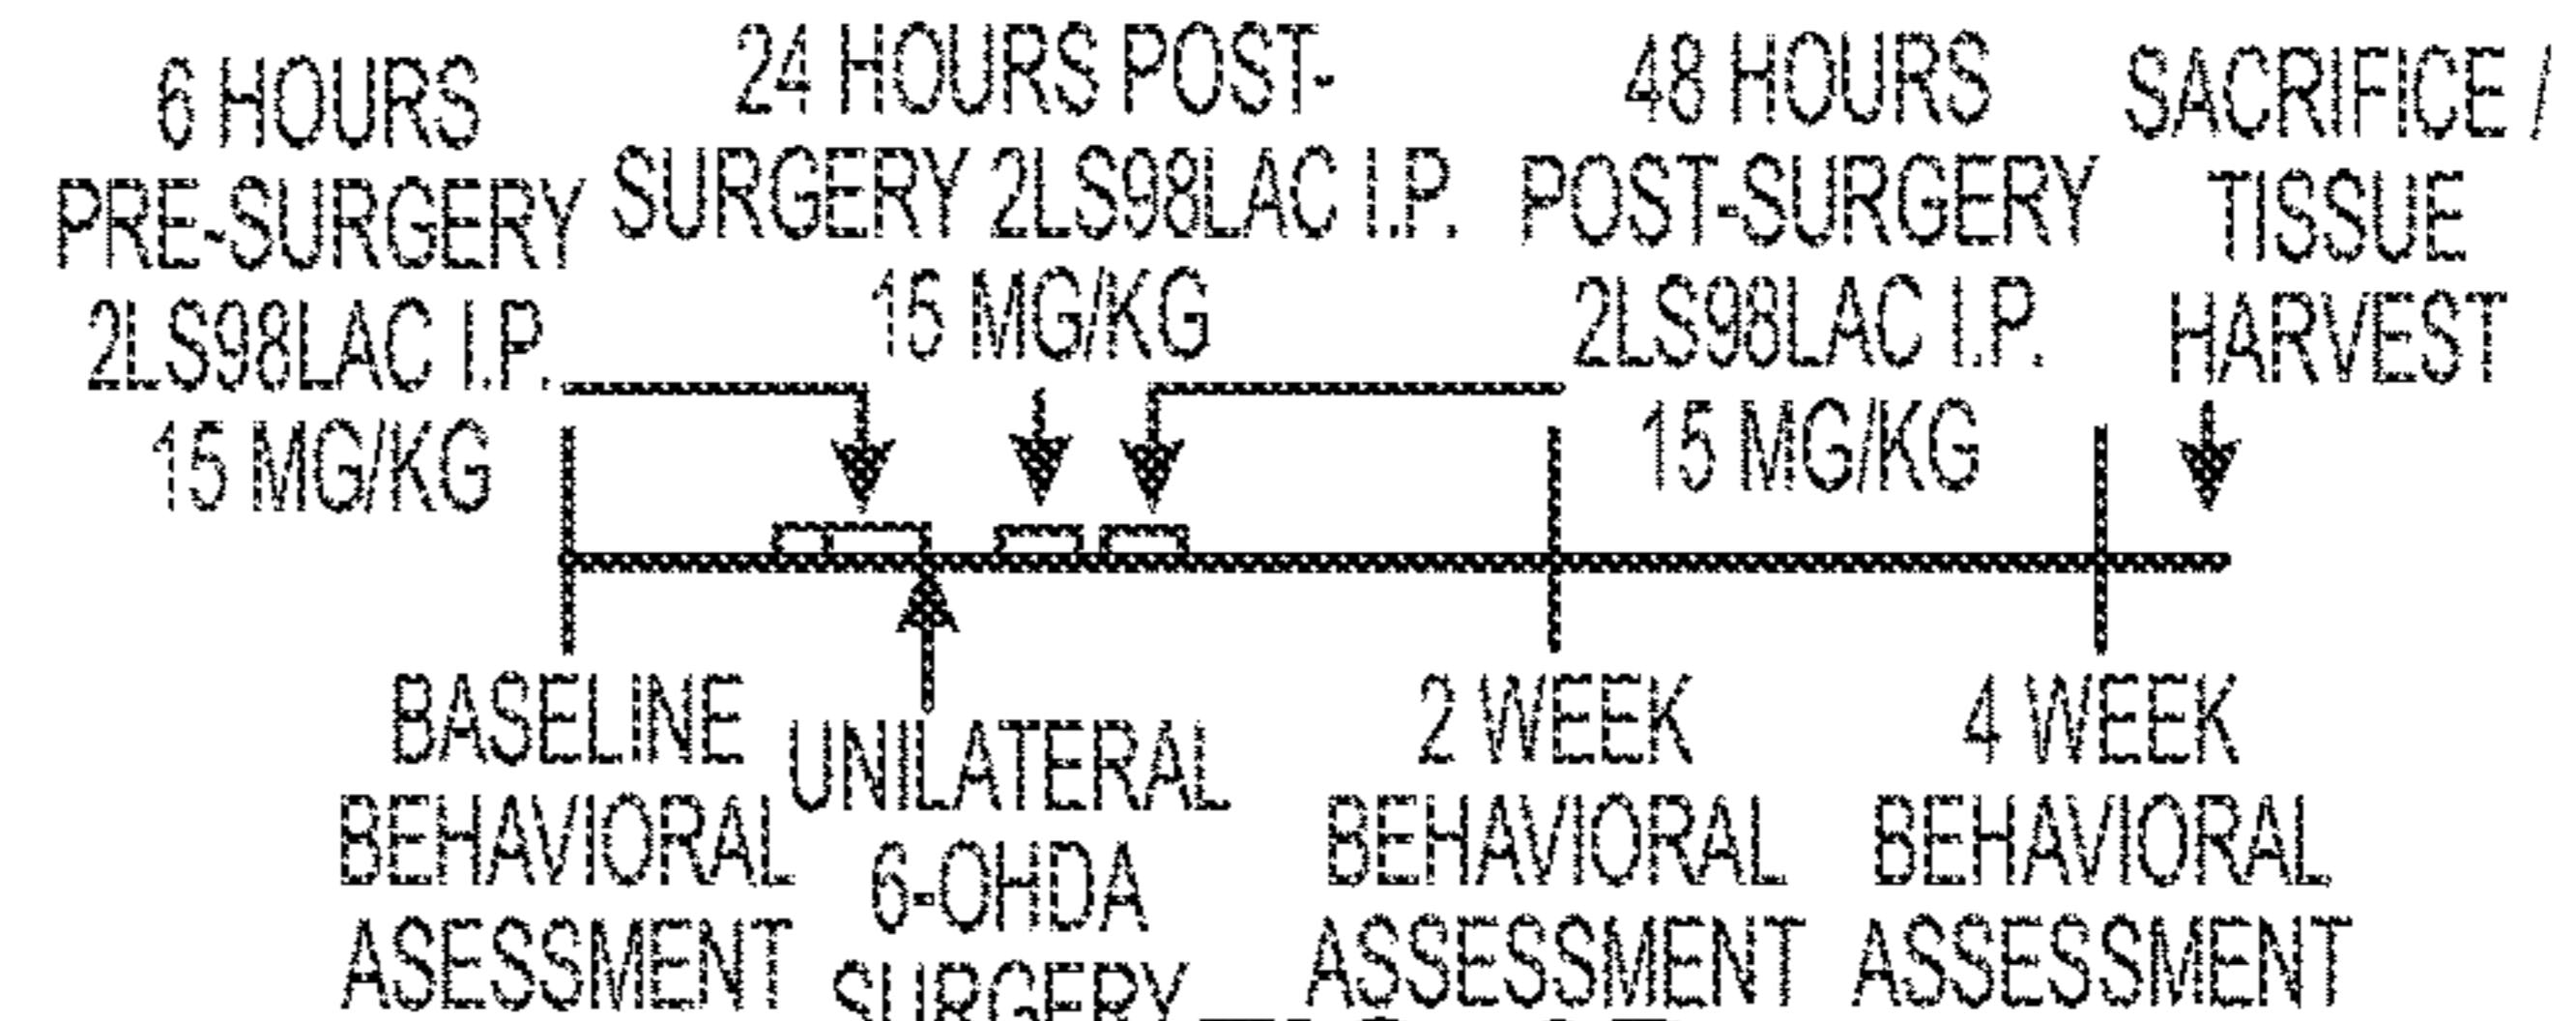 6 HOURS
PRE-SURGERY
2LS98LAC I.P.
15 MG/KG
24 HOURS POST-
SURGERY 2LS98LAC I.P.
15 MG/KG
48 HOURS
POST-SURGERY
2LS98LAC I.P.
15 MG/KG
SACRIFICE /
TISSUE
HARVEST
BASELINE
BEHAVIORAL
ASESSMENT
UNILATERAL
6-OHDA
SURGERY
2 WEEK
BEHAVIORAL
ASSESSMENT
4 WEEK
BEHAVIORAL
ASSESSMENT